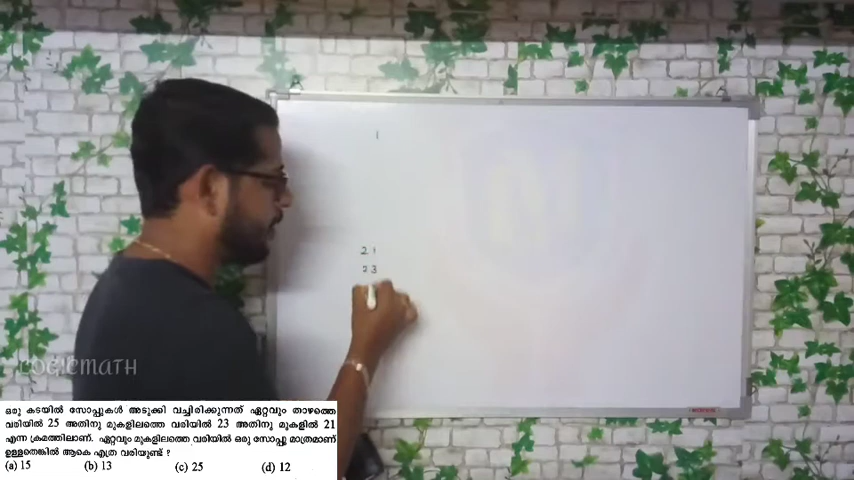 1
21
23
LOGICMATH
ഒരു കടയിൽ സോപ്പുകൾ അടുക്കി വച്ചിരിക്കുന്നത് ഏറ്റവും താഴത്തെ
വരിയിൽ 25 അതിനു മുകളിലത്തെ വരിയിൽ 23 അതിനു മുകളിൽ 21
എന്ന ക്രമത്തിലാണ്. ഏറ്റവും മുകളിലത്തെ വരിയിൽ ഒരു സോപ്പു മാത്രമാണ്
ഉള്ളതെങ്കിൽ ആകെ എത്ര വരിയുണ്ട് ?
(a) 15 (b) 13 (c) 25 (d) 12